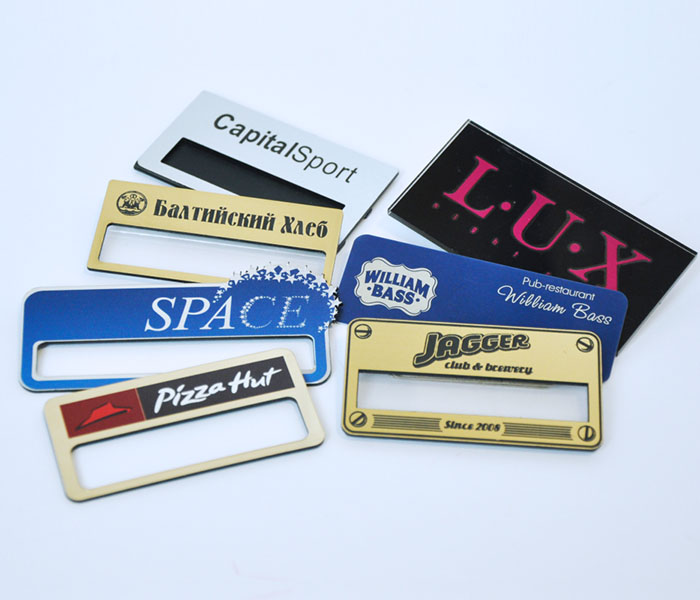 CapitalSport
L·U·X
Балтийский Хлеб
WILLIAM
·BASS·
Pub-restaurant
William Bass
SPACE
JAGGER
club & brewery
Since 2008
Pizza Hut